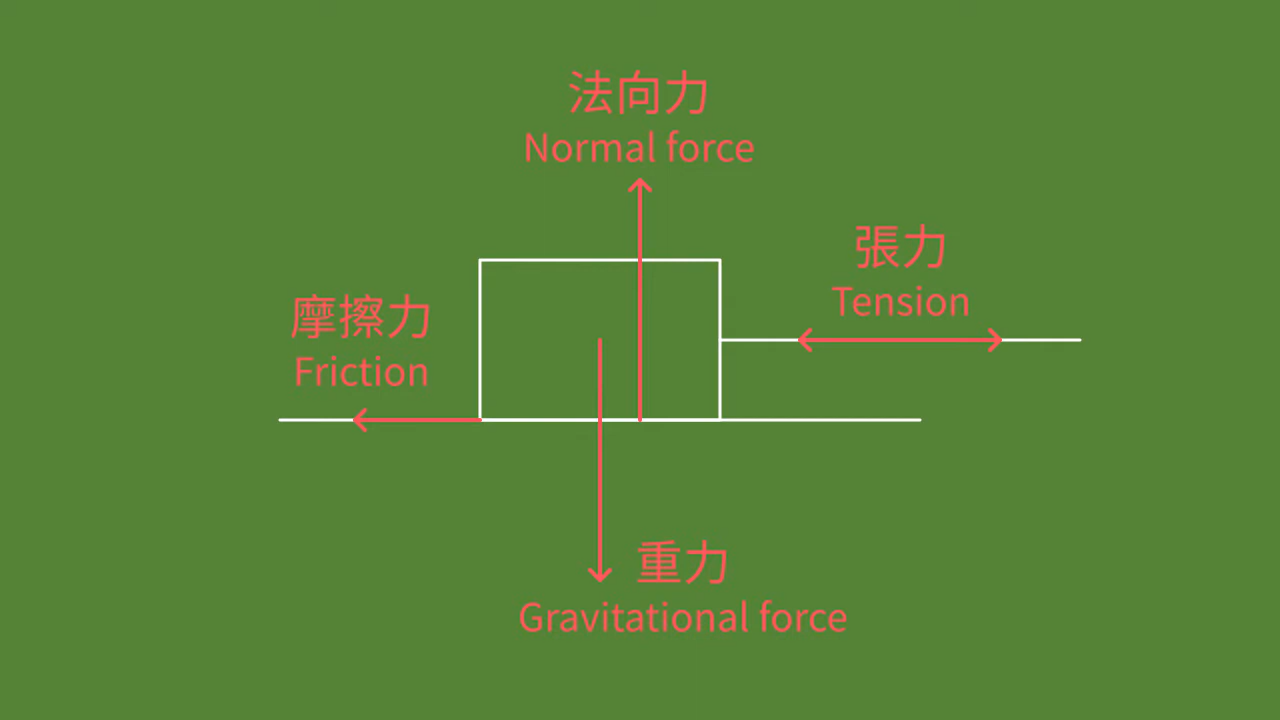 法向力
Normal force
張力
Tension
摩擦力
Friction
重力
Gravitational force